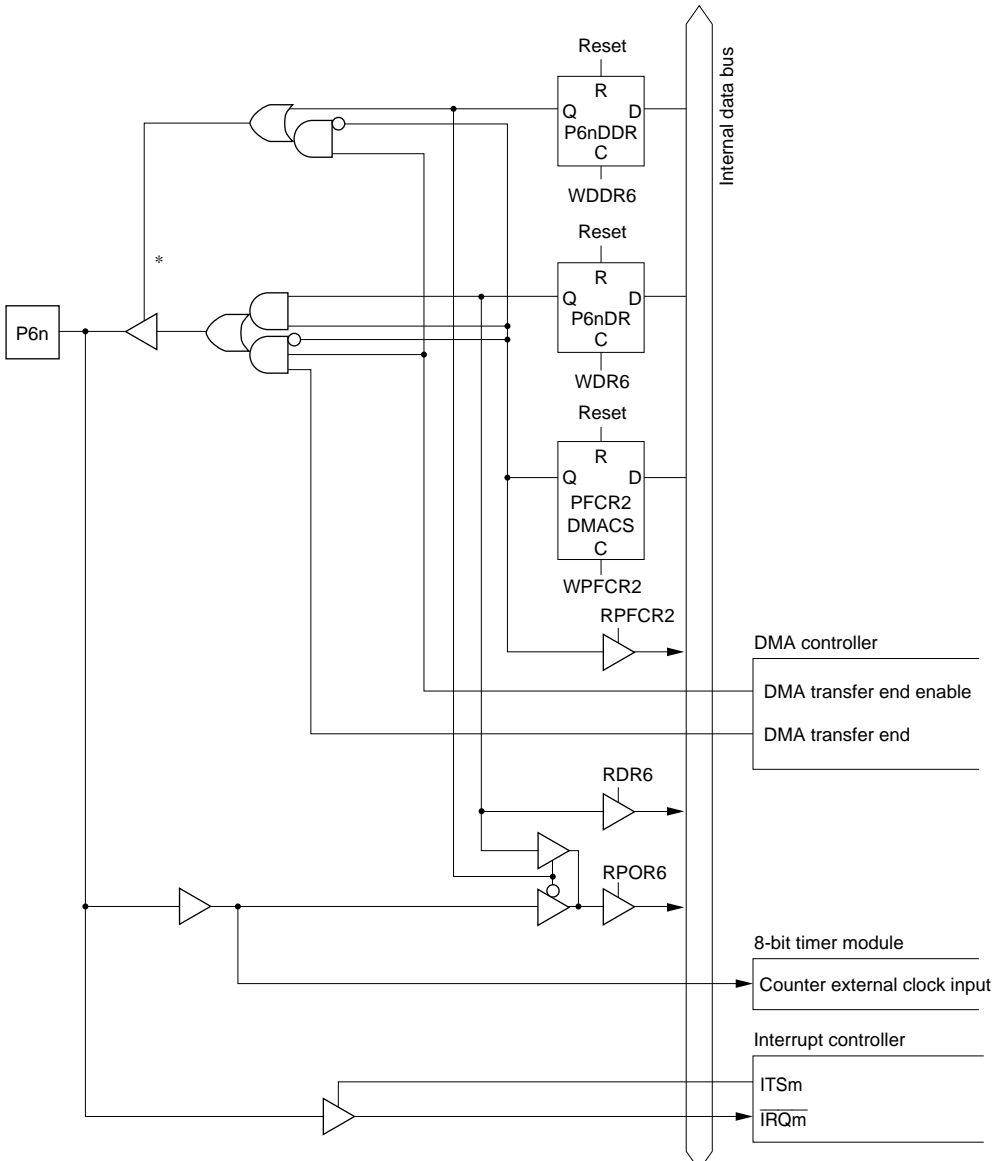 Reset
R
Q D
P6nDDR
C
WDDR6
Internal data bus
Reset
R
Q D
P6nDR
C
WDR6
*
P6n
Reset
R
Q D
PFCR2
DMACS
C
WPFCR2
RPFCR2
DMA controller
DMA transfer end enable
DMA transfer end
RDR6
RPOR6
8-bit timer module
Counter external clock input
Interrupt controller
ITSm
IRQm